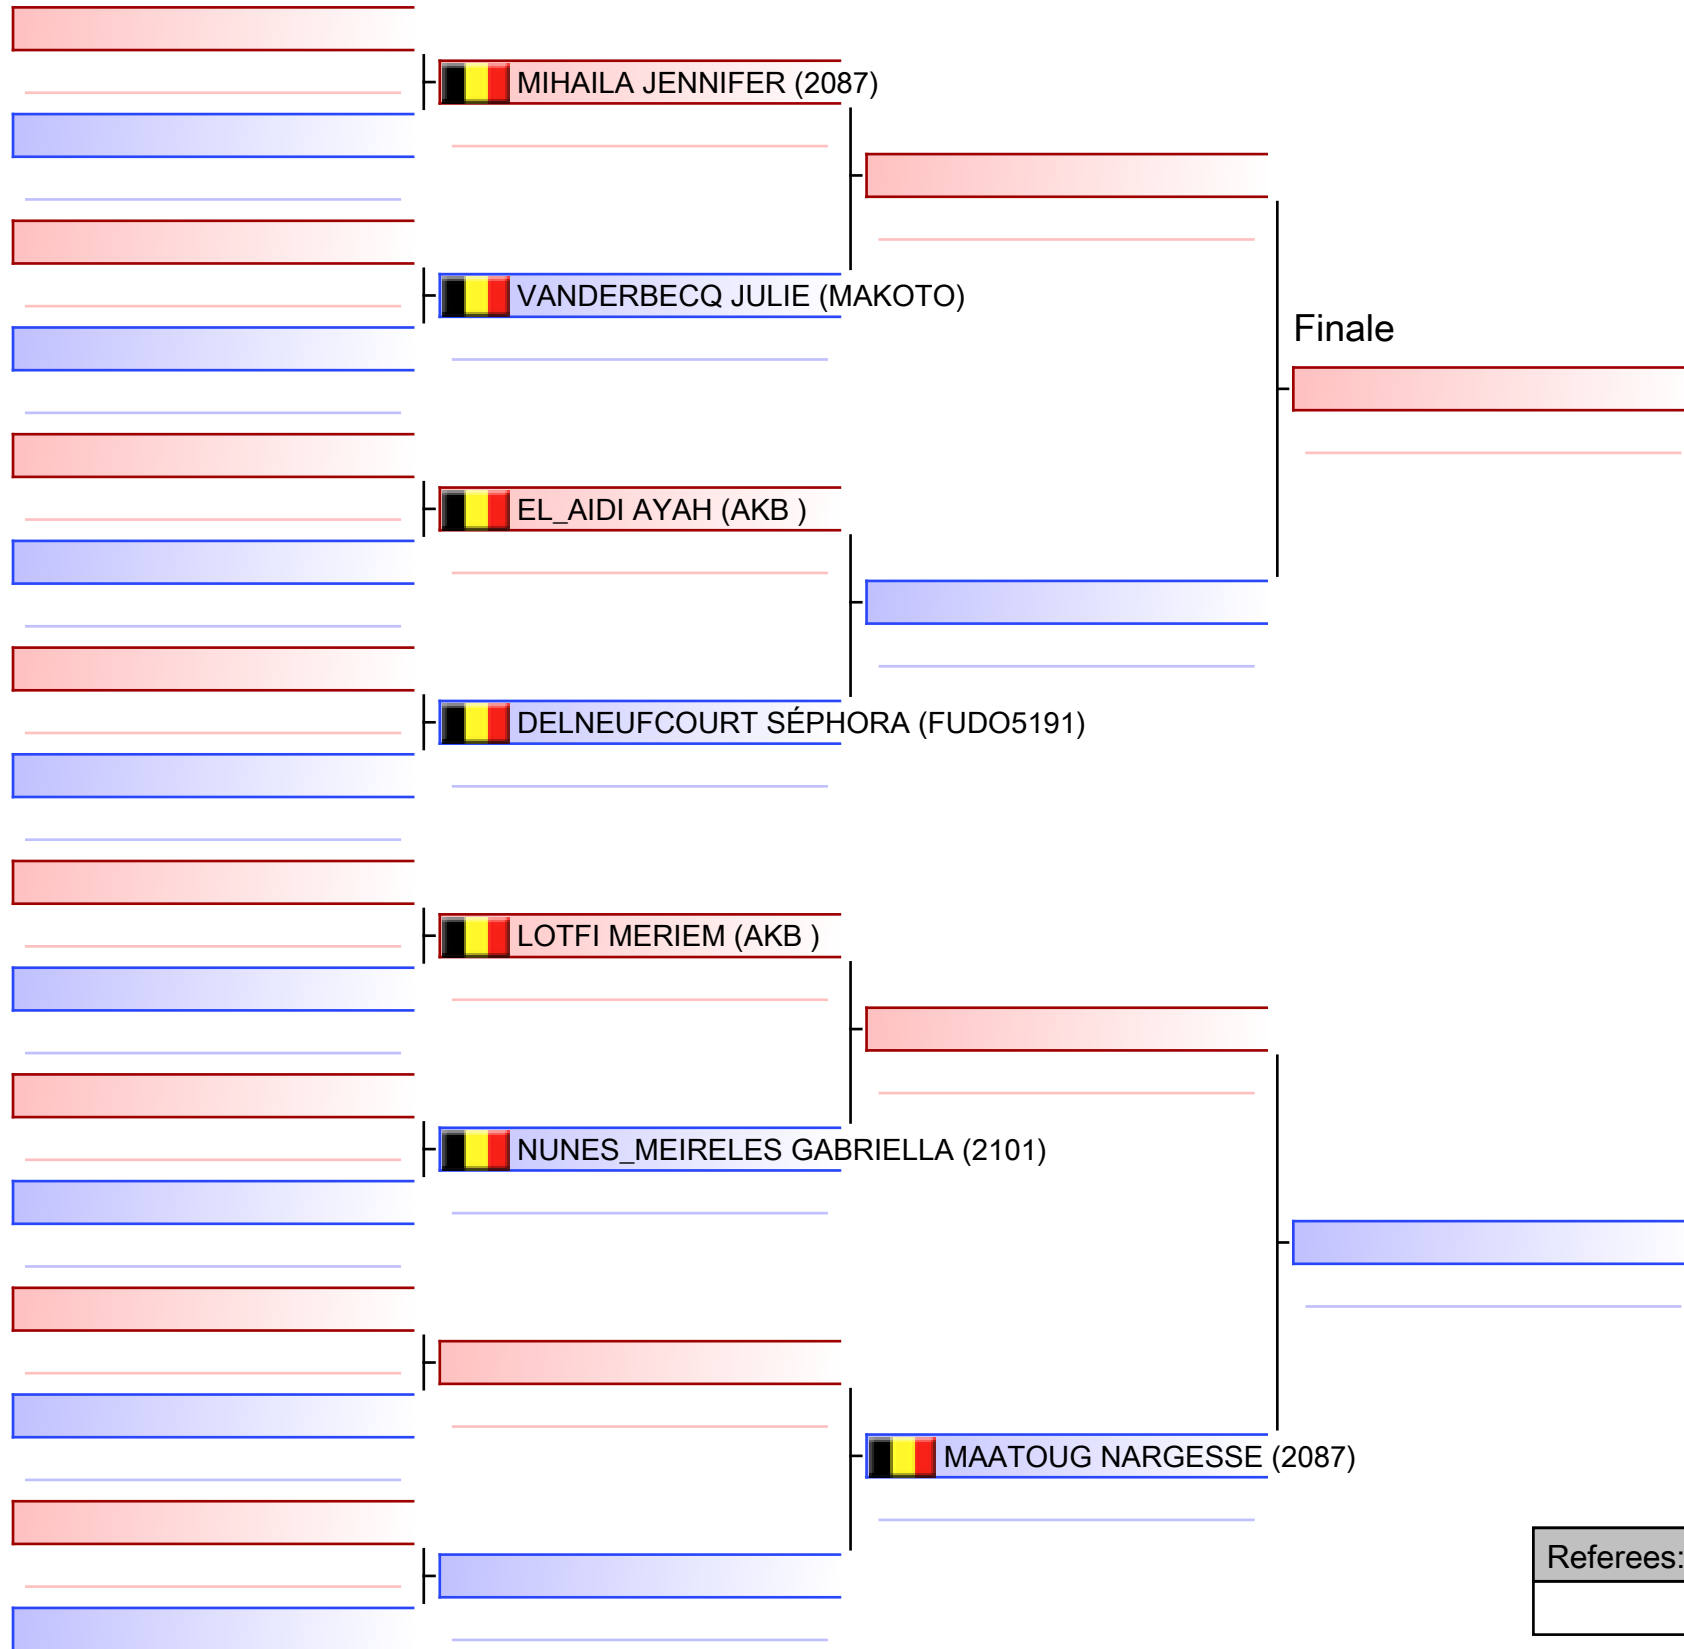 MIHAILA JENNIFER (2087)
VANDERBECQ JULIE (MAKOTO)
Finale
EL_AIDI AYAH (AKB )
DELNEUFCOURT SÉPHORA (FUDO5191)
LOTFI MERIEM (AKB )
NUNES_MEIRELES GABRIELLA (2101)
MAATOUG NARGESSE (2087)
Referees: